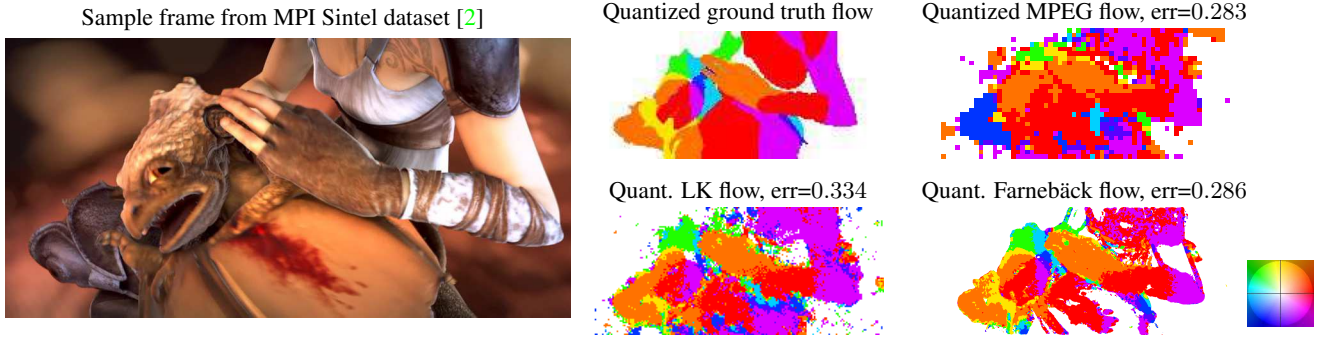 Sample frame from MPI Sintel dataset [2]
Quantized ground truth flow
Quantized MPEG flow, err=0.283
Quant. LK flow, err=0.334
Quant. Farnebäck flow, err=0.286